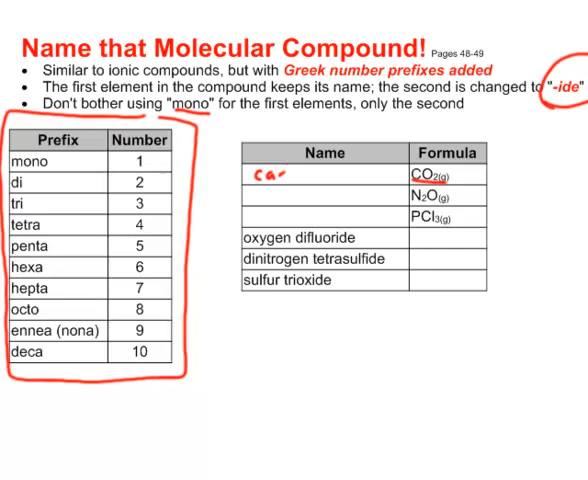 Name that Molecular Compound! Pages 48-49
• Similar to ionic compounds, but with Greek number prefixes added
• The first element in the compound keeps its name; the second is changed to "-ide"
• Don't bother using "mono" for the first elements, only the second
Prefix Number
mono 1
di 2
tri 3
tetra 4
penta 5
hexa 6
hepta 7
octo 8
ennea (nona) 9
deca 10
Name Formula
car CO2(g)
N2O(g)
PCl3(g)
oxygen difluoride
dinitrogen tetrasulfide
sulfur trioxide